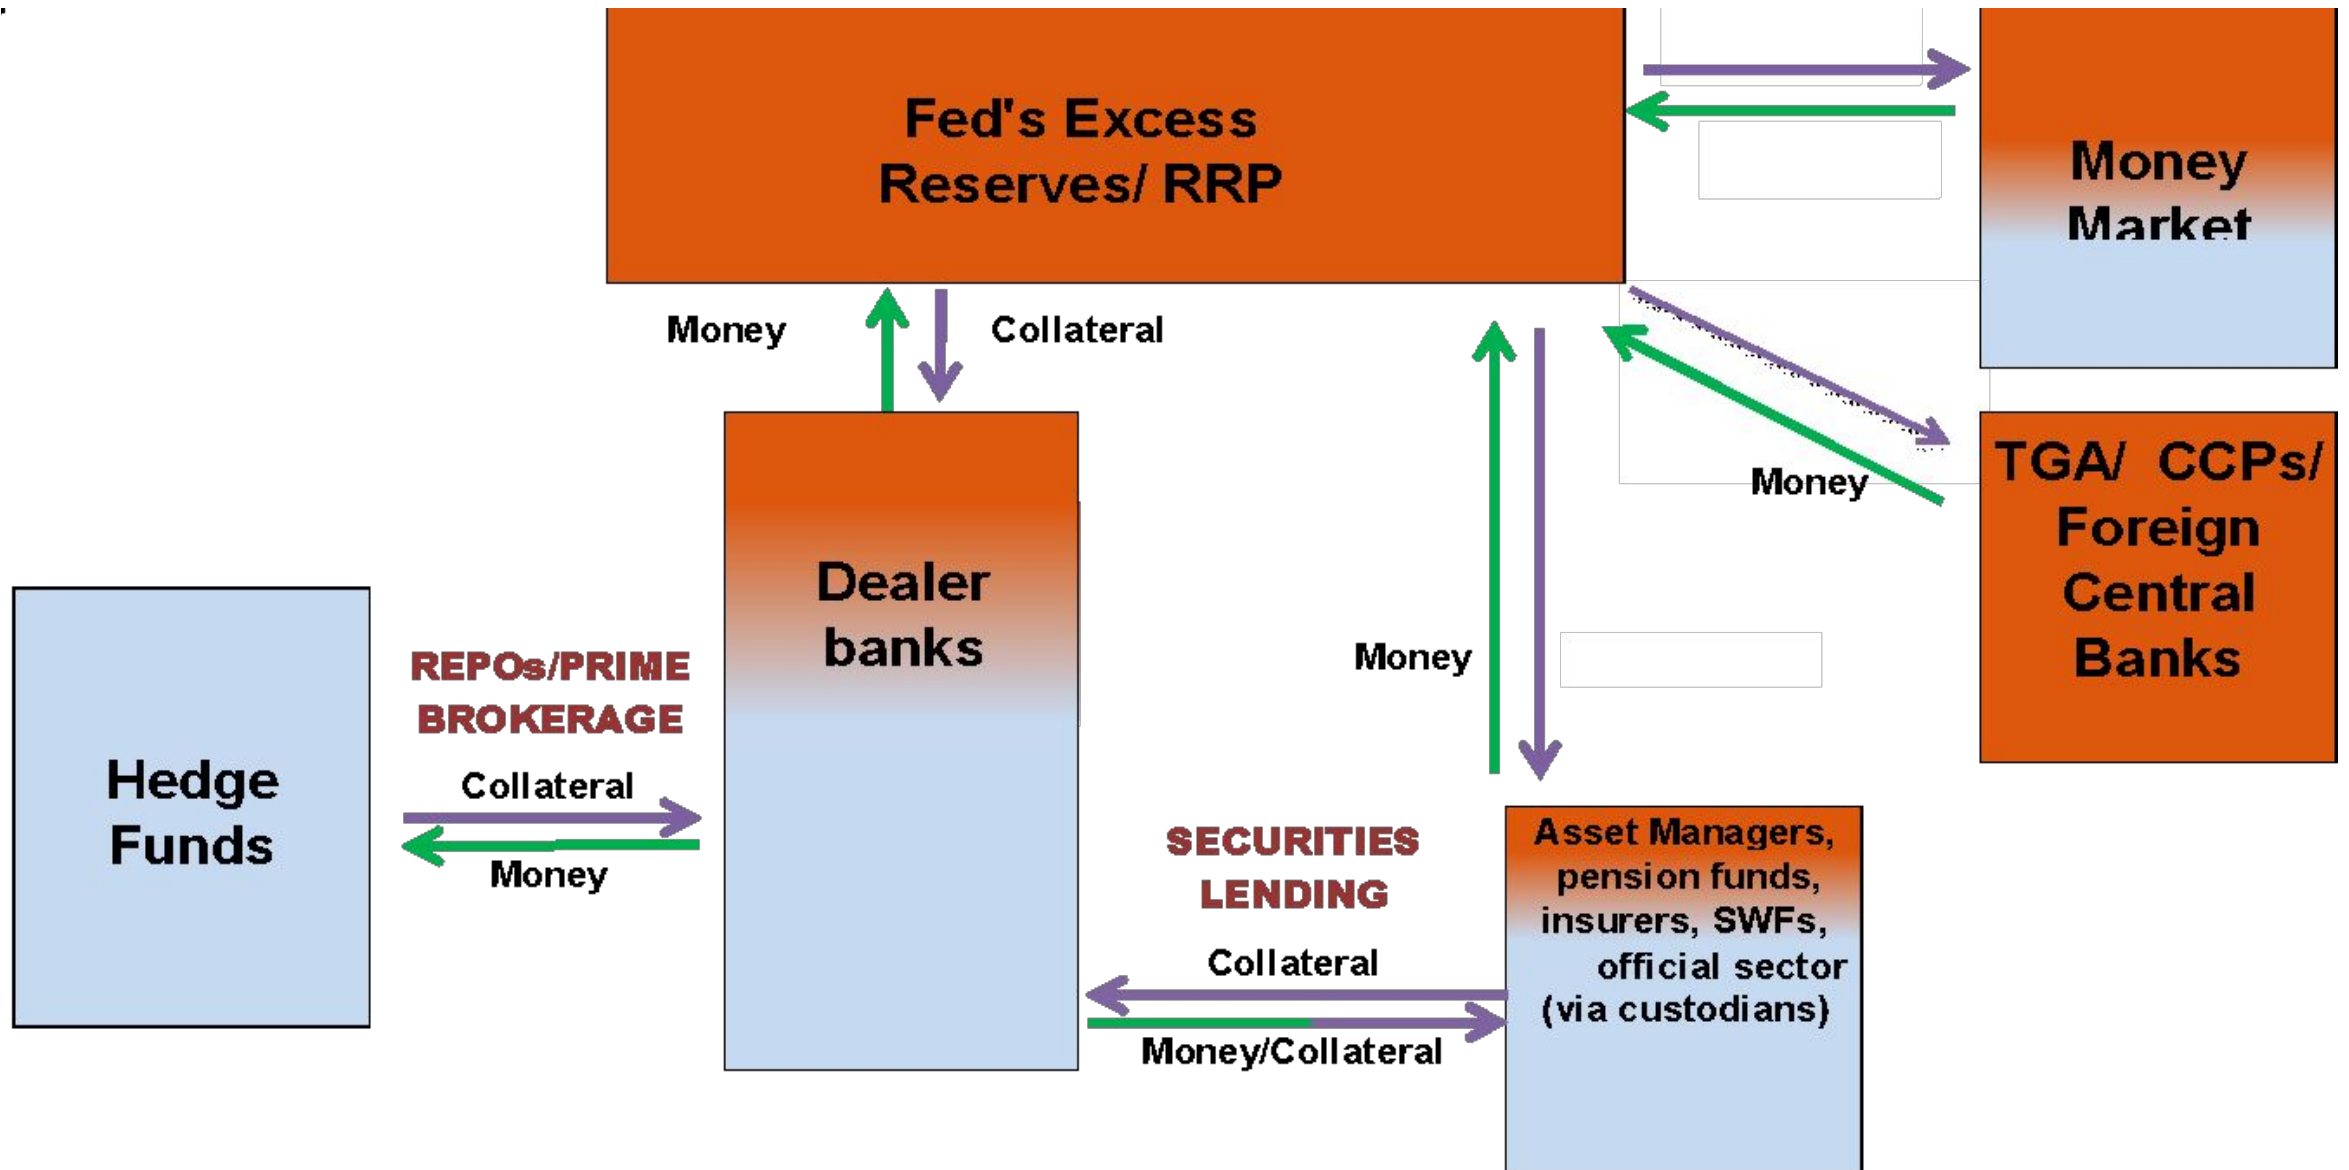 Fed's Excess
Reserves/ RRP
Money
Market
Money
Collateral
TGA/ CCPs/
Foreign
Central
Banks
Money
Dealer
banks
Hedge
Funds
REPOs/PRIME
BROKERAGE
Collateral
Money
Money
SECURITIES
LENDING
Collateral
Money/Collateral
Asset Managers,
pension funds,
insurers, SWFs,
official sector
(via custodians)